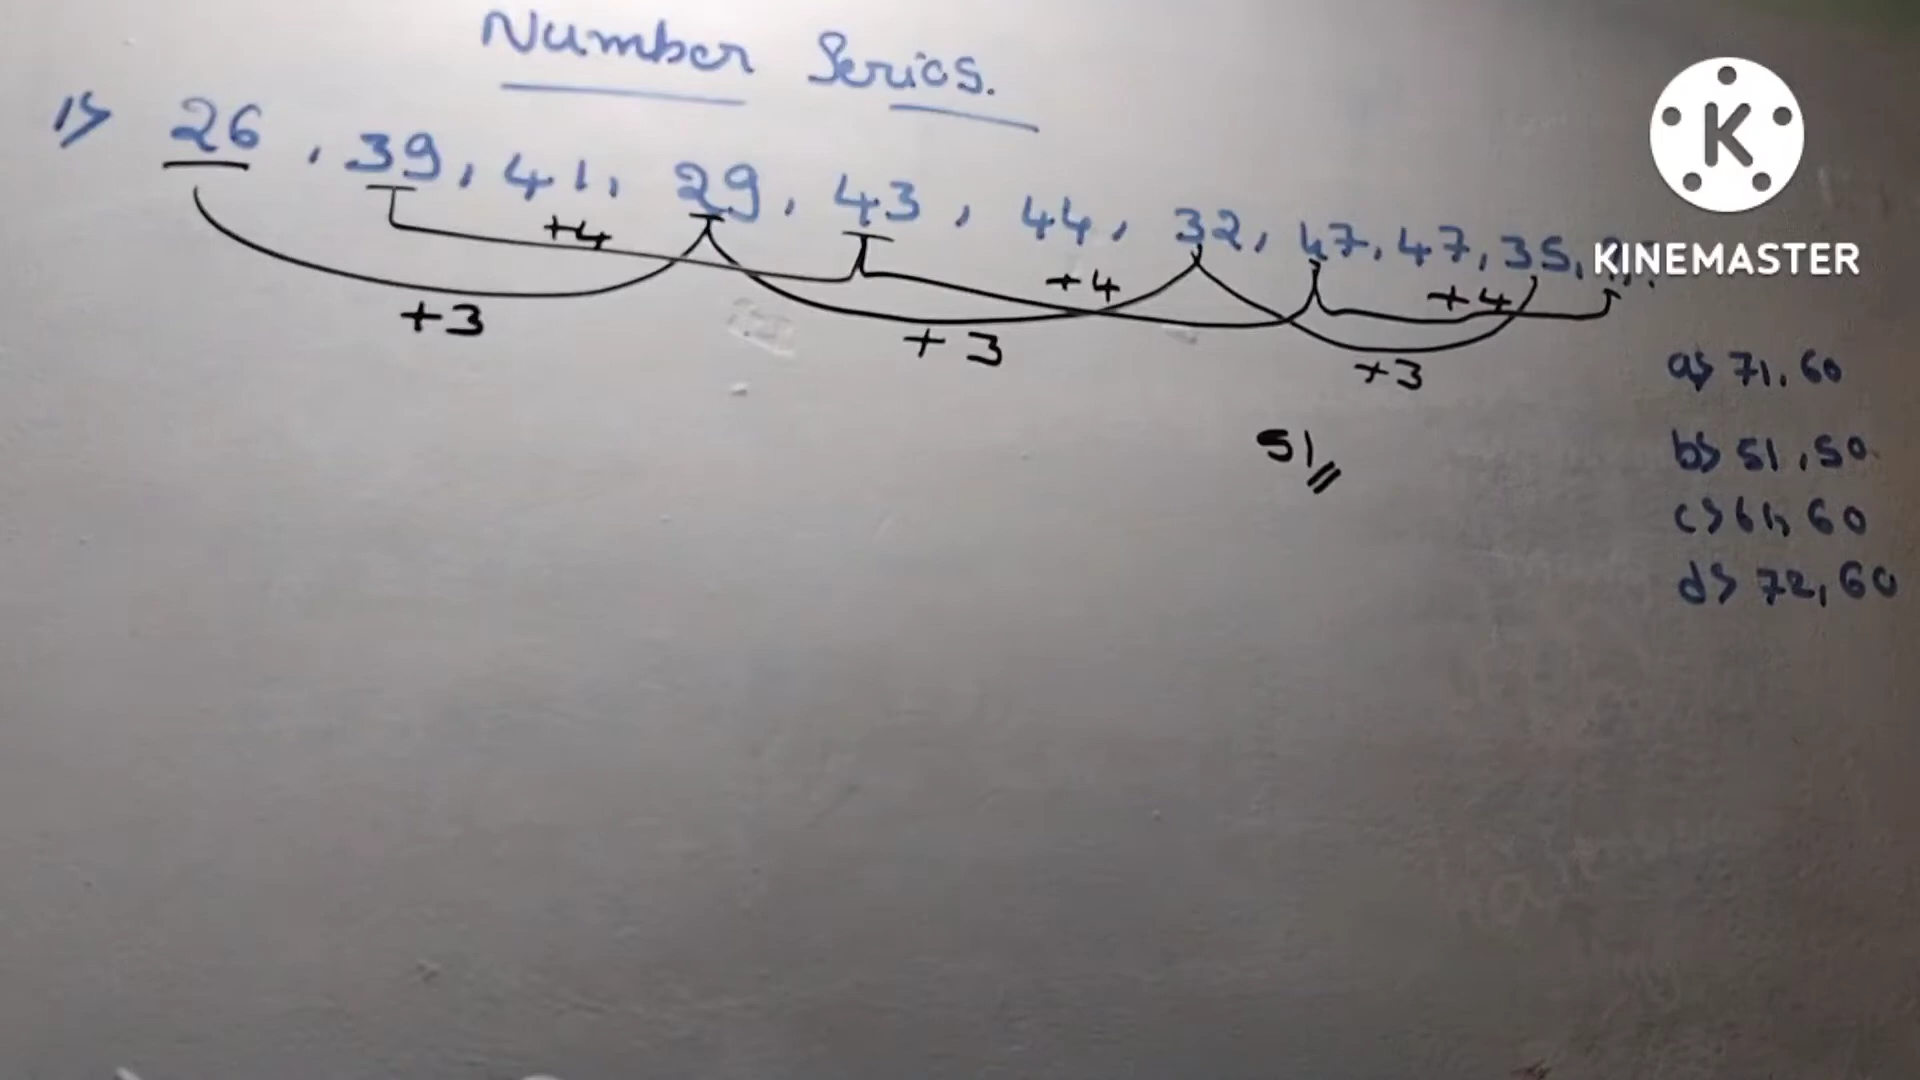 Number Series.
1> 26, 39, 41, 29, 43, 44, 32, 47, 47, 35,
+4
+4
+4
+3
+3
+3
51
a> 71, 60
b> 51, 50
c> 61, 60
d> 72, 60
K
KINEMASTER